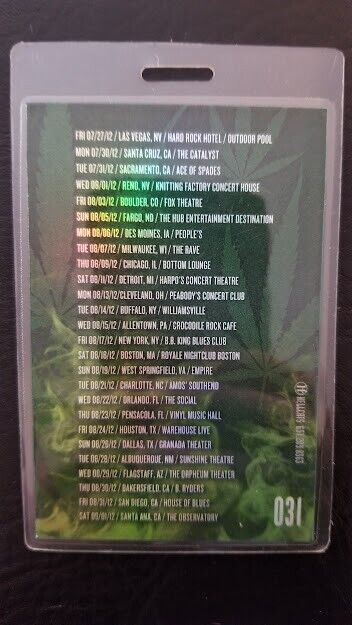 FRI 07/27/12 / LAS VEGAS, NV / HARD ROCK HOTEL / OUTDOOR POOL
MON 07/30/12 / SANTA CRUZ, CA / THE CATALYST
TUE 07/31/12 / SACRAMENTO, CA / ACE OF SPADES
WED 08/01/12 / RENO, NV / KNITTING FACTORY CONCERT HOUSE
FRI 08/03/12 / BOULDER, CO / FOX THEATRE
SUN 08/05/12 / FARGO, ND / THE HUB ENTERTAINMENT DESTINATION
MON 08/06/12 / DES MOINES, IA / PEOPLE'S
TUE 08/07/12 / MILWAUKEE, WI / THE RAVE
THU 08/09/12 / CHICAGO, IL / BOTTOM LOUNGE
SAT 08/11/12 / DETROIT, MI / HARPO'S CONCERT THEATRE
MON 08/13/12/CLEVELAND, OH / PEABODY'S CONCERT CLUB
TUE 08/14/12 / BUFFALO, NY / WILLIAMSVILLE
WED 08/15/12 / ALLENTOWN, PA / CROCODILE ROCK CAFE
FRI 08/17/12 / NEW YORK, NY / B.B. KING BLUES CLUB
SAT 08/18/12 / BOSTON, MA / ROYALE NIGHTCLUB BOSTON
SUN 08/19/12 / WEST SPRINGFIELD, VA / EMPIRE
TUE 08/21/12 / CHARLOTTE, NC / AMOS' SOUTHEND
WED 08/22/12 / ORLANDO, FL / THE SOCIAL
THU 08/23/12 / PENSACOLA, FL / VINYL MUSIC HALL
FRI 08/24/12 / HOUSTON, TX / WAREHOUSE LIVE
SUN 08/26/12 / DALLAS, TX / GRANADA THEATER
TUE 08/28/12 / ALBUQUERQUE, NM / SUNSHINE THEATRE
WED 08/29/12 / FLAGSTAFF, AZ / THE ORPHEUM THEATER
THU 08/30/12 / BAKERSFIELD, CA / B. RYDERS
FRI 08/31/12 / SAN DIEGO, CA / HOUSE OF BLUES
SAT 09/01/12 / SANTA ANA, CA / THE OBSERVATORY
031